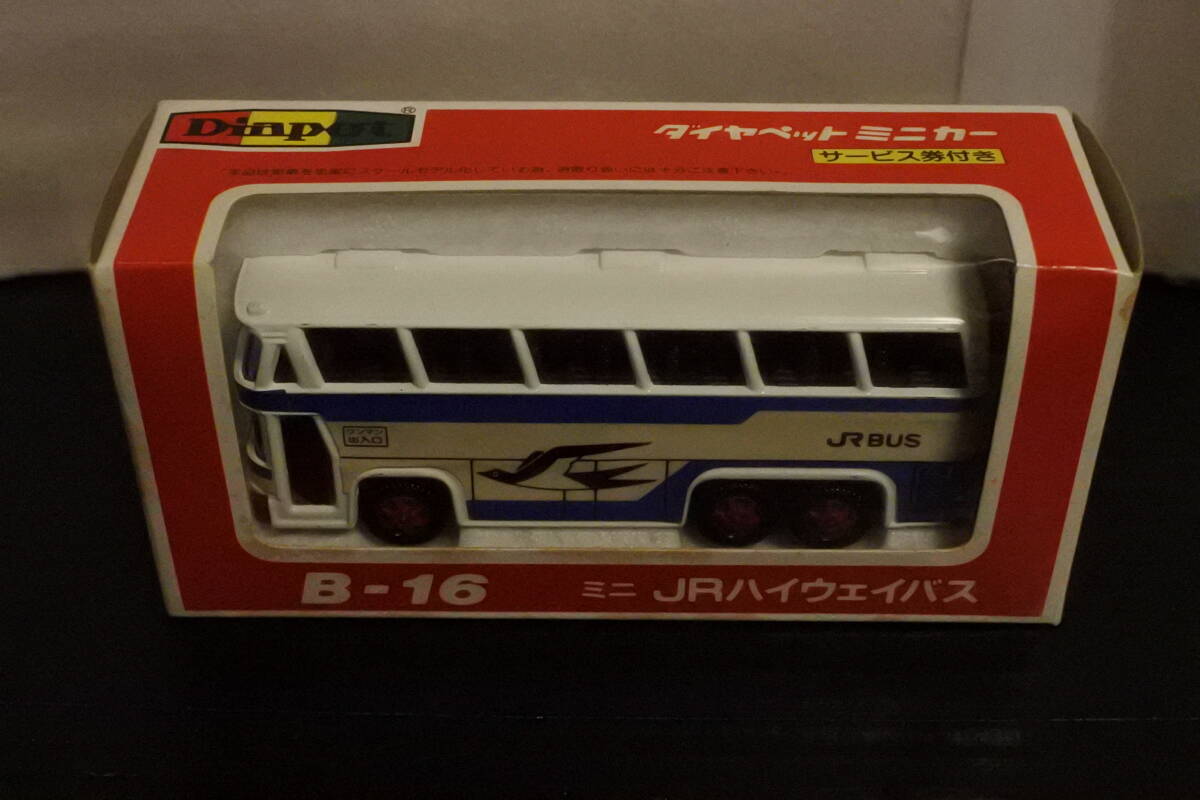 Diapet®
ダイヤペット ミニカー
サービス券付き
ワンマン
出入口
JR BUS
B-16 ミニ JRハイウェイバス